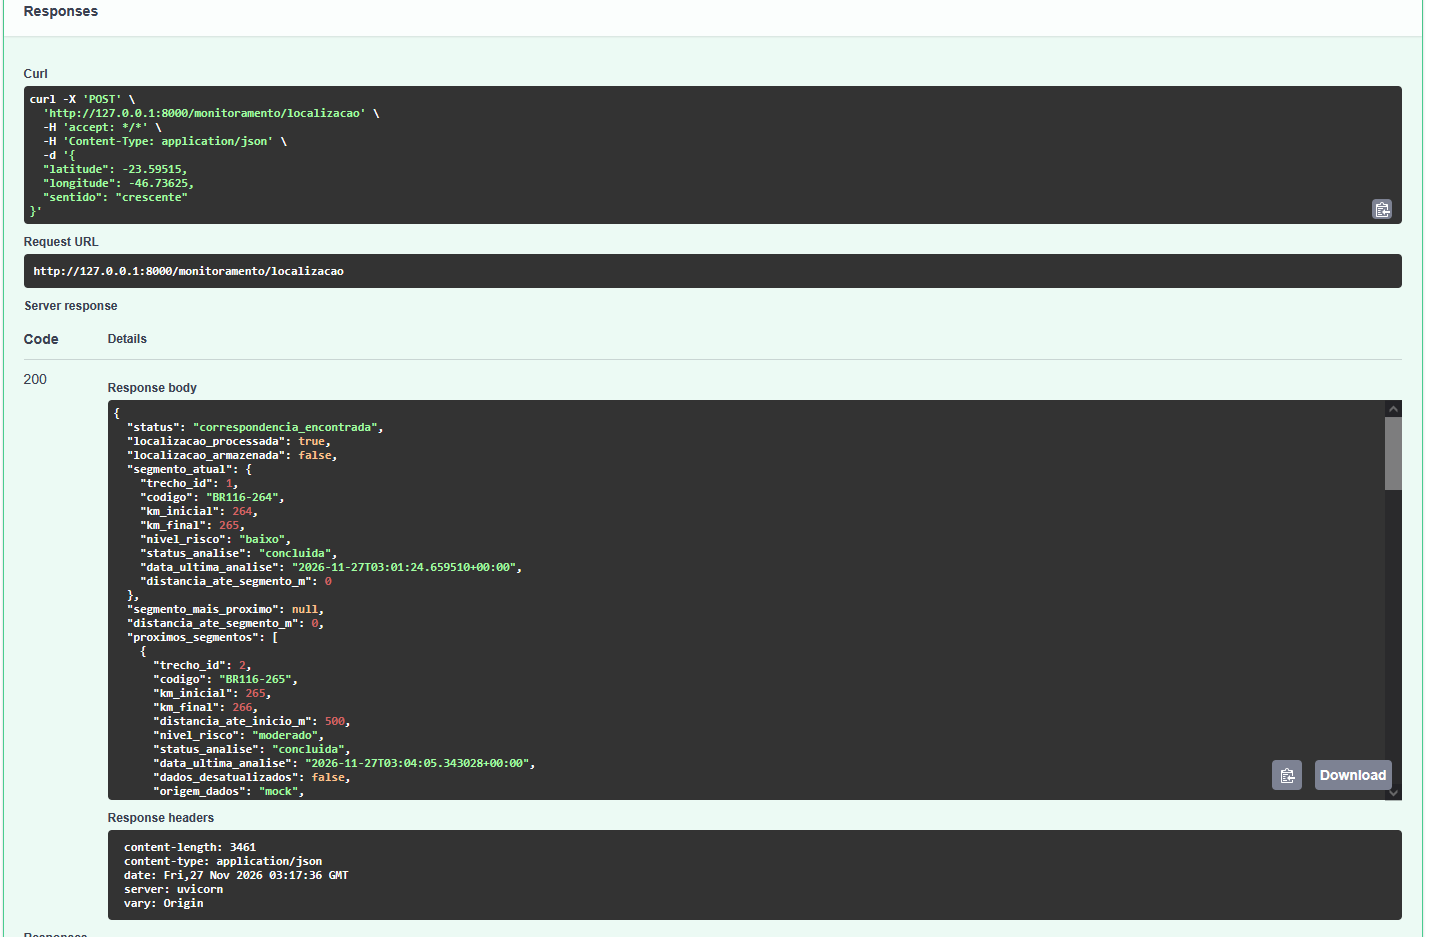 Responses
Curl
curl -X 'POST' \
  'http://127.0.0.1:8000/monitoramento/localizacao' \
  -H 'accept: */*' \
  -H 'Content-Type: application/json' \
  -d '{
  "latitude": -23.59515,
  "longitude": -46.73625,
  "sentido": "crescente"
}'
Request URL
http://127.0.0.1:8000/monitoramento/localizacao
Server response
Code Details
200
Response body
{
  "status": "correspondencia_encontrada",
  "localizacao_processada": true,
  "localizacao_armazenada": false,
  "segmento_atual": {
    "trecho_id": 1,
    "codigo": "BR116-264",
    "km_inicial": 264,
    "km_final": 265,
    "nivel_risco": "baixo",
    "status_analise": "concluida",
    "data_ultima_analise": "2026-11-27T03:01:24.659510+00:00",
    "distancia_ate_segmento_m": 0
  },
  "segmento_mais_proximo": null,
  "distancia_ate_segmento_m": 0,
  "proximos_segmentos": [
    {
      "trecho_id": 2,
      "codigo": "BR116-265",
      "km_inicial": 265,
      "km_final": 266,
      "distancia_ate_inicio_m": 500,
      "nivel_risco": "moderado",
      "status_analise": "concluida",
      "data_ultima_analise": "2026-11-27T03:04:05.343028+00:00",
      "dados_desatualizados": false,
      "origem_dados": "mock",
Download
Response headers
content-length: 3461
content-type: application/json
date: Fri,27 Nov 2026 03:17:36 GMT
server: uvicorn
vary: Origin
Responses